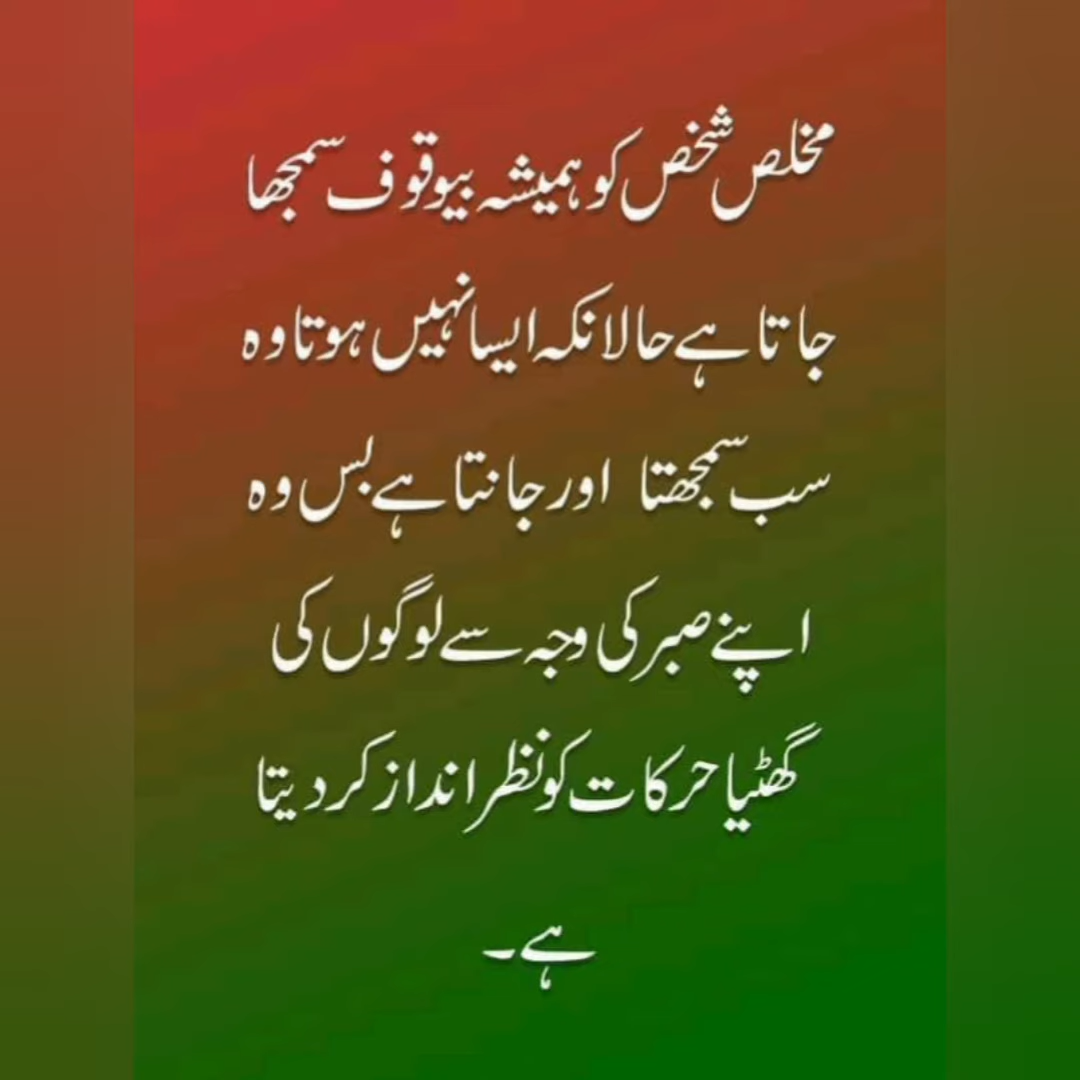 مخلص شخص کو ہمیشہ بیوقوف سمجھا
جاتا ہے حالانکہ ایسا نہیں ہوتا وہ
سب سمجھتا اور جانتا ہے بس وہ
اپنے صبر کی وجہ سے لوگوں کی
گھٹیا حرکات کو نظر انداز کر دیتا
ہے۔